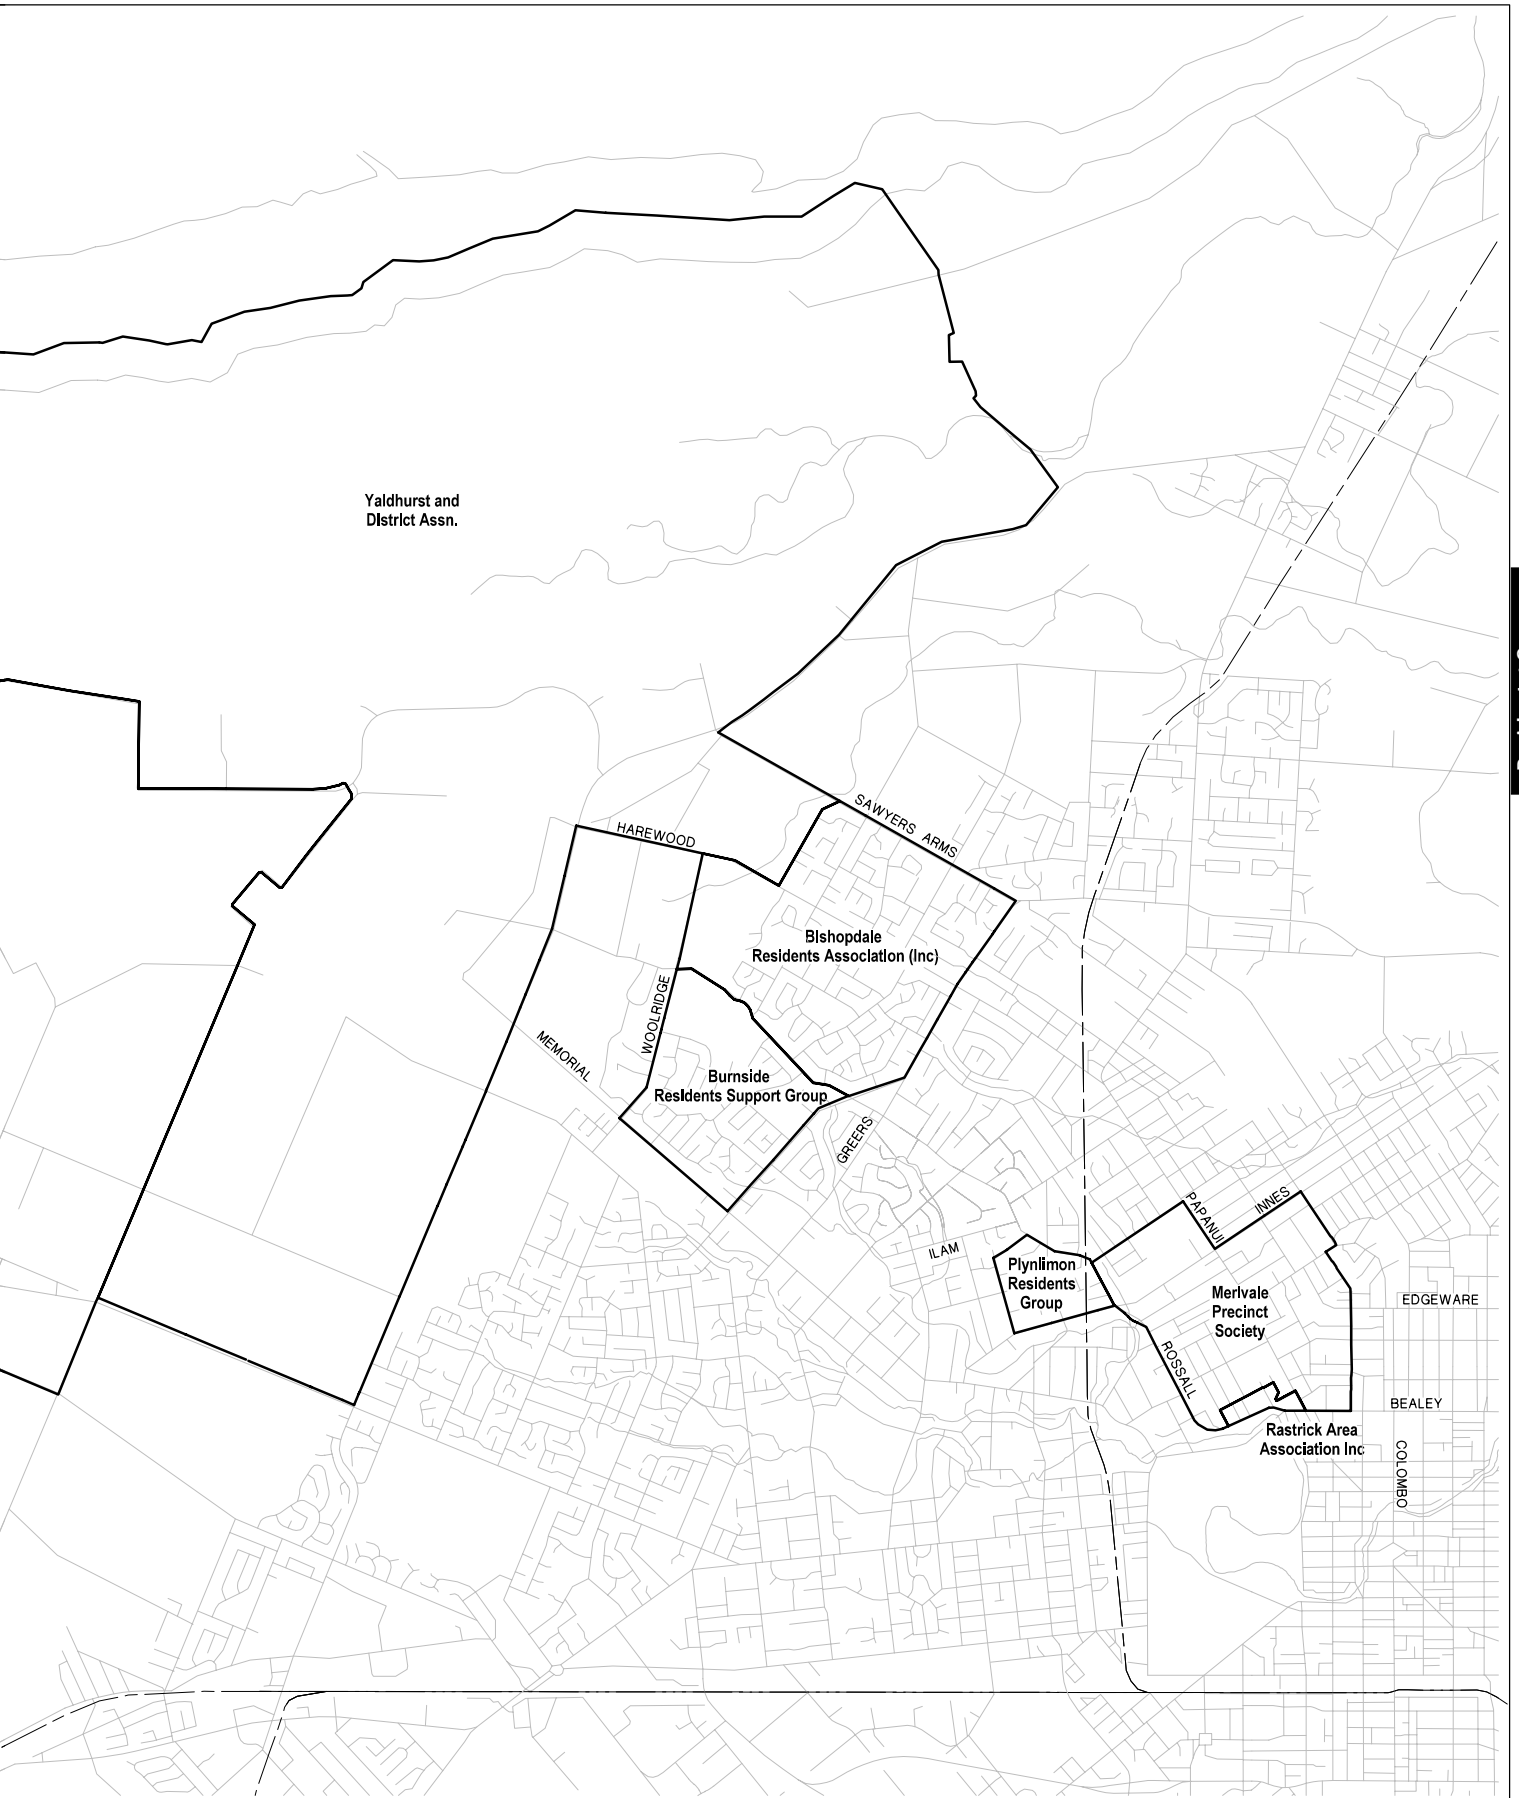 Yaldhurst and
District Assn.
SAWYERS ARMS
HAREWOOD
Bishopdale
Residents Association (Inc)
WOOLRIDGE
MEMORIAL
Burnside
Residents Support Group
GREERS
ILAM
PAPANUI
INNES
Plynlimon
Residents
Group
Merivale
Precinct
Society
EDGEWARE
ROSSALL
BEALEY
Rastrick Area
Association Inc
COLOMBO